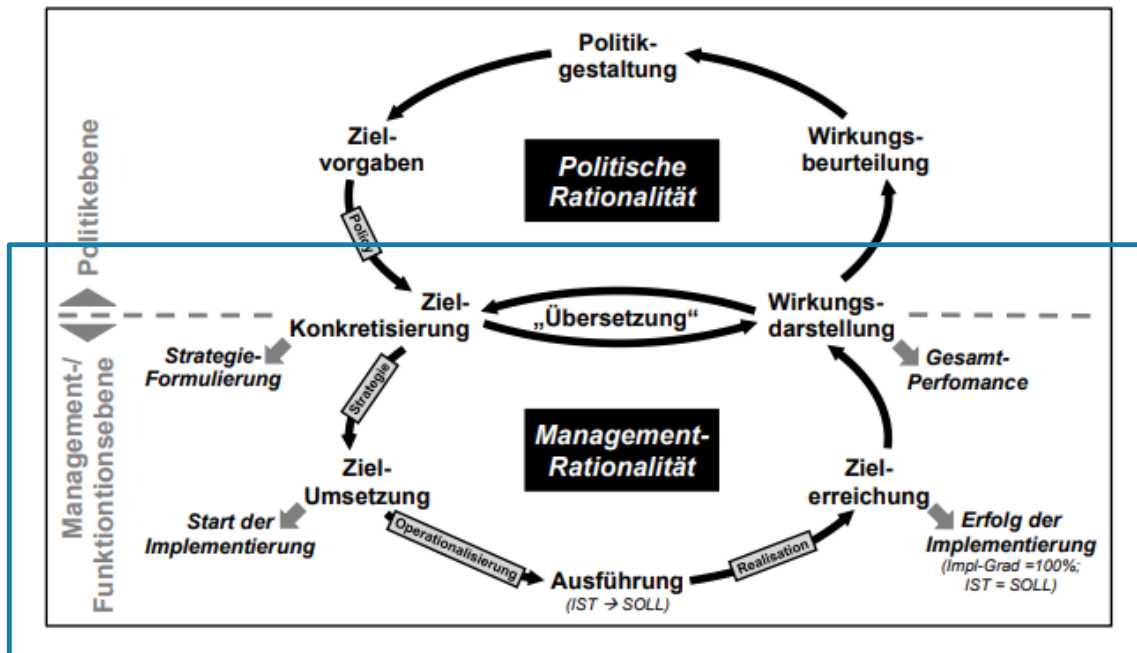 Politik-
gestaltung
Ziel-
vorgaben
Wirkungs-
beurteilung
Politische
Rationalität
Politikebene
Policy
Ziel-
Konkretisierung
„Übersetzung“
Wirkungs-
darstellung
Strategie-
Formulierung
Gesamt-
Perfomance
Strategie
Management-
Rationalität
Management-/
Funktiontionsebene
Ziel-
Umsetzung
Ziel-
erreichung
Start der
Implementierung
Operationalisierung
Realisation
Erfolg der
Implementierung
(Impl-Grad =100%;
IST = SOLL)
Ausführung
(IST → SOLL)